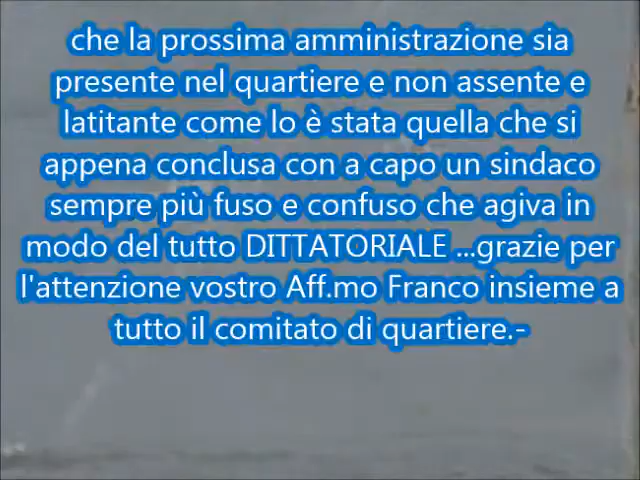 che la prossima amministrazione sia
presente nel quartiere e non assente e
latitante come lo è stata quella che si
appena conclusa con a capo un sindaco
sempre più fuso e confuso che agiva in
modo del tutto DITTATORIALE ...grazie per
l'attenzione vostro Aff.mo Franco insieme a
tutto il comitato di quartiere.-